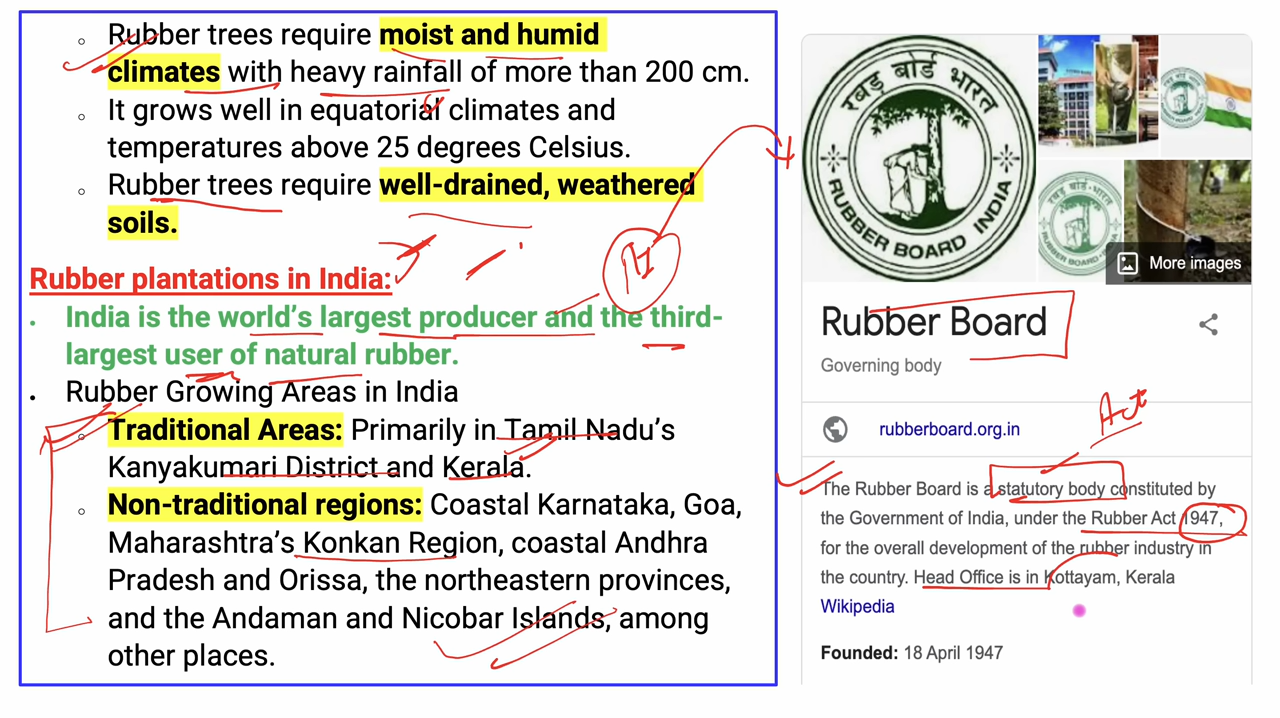 Rubber trees require moist and humid
climates with heavy rainfall of more than 200 cm.
It grows well in equatorial climates and
temperatures above 25 degrees Celsius.
Rubber trees require well-drained, weathered
soils.
Rubber plantations in India:
India is the world's largest producer and the third-
largest user of natural rubber.
Rubber Growing Areas in India
Traditional Areas: Primarily in Tamil Nadu's
Kanyakumari District and Kerala.
Non-traditional regions: Coastal Karnataka, Goa,
Maharashtra's Konkan Region, coastal Andhra
Pradesh and Orissa, the northeastern provinces,
and the Andaman and Nicobar Islands, among
other places.
रबड़ बोर्ड भारत
RUBBER BOARD INDIA
More images
Rubber Board
Governing body
rubberboard.org.in
Act
The Rubber Board is a statutory body constituted by
the Government of India, under the Rubber Act 1947,
for the overall development of the rubber industry in
the country. Head Office is in Kottayam, Kerala
Wikipedia
Founded: 18 April 1947